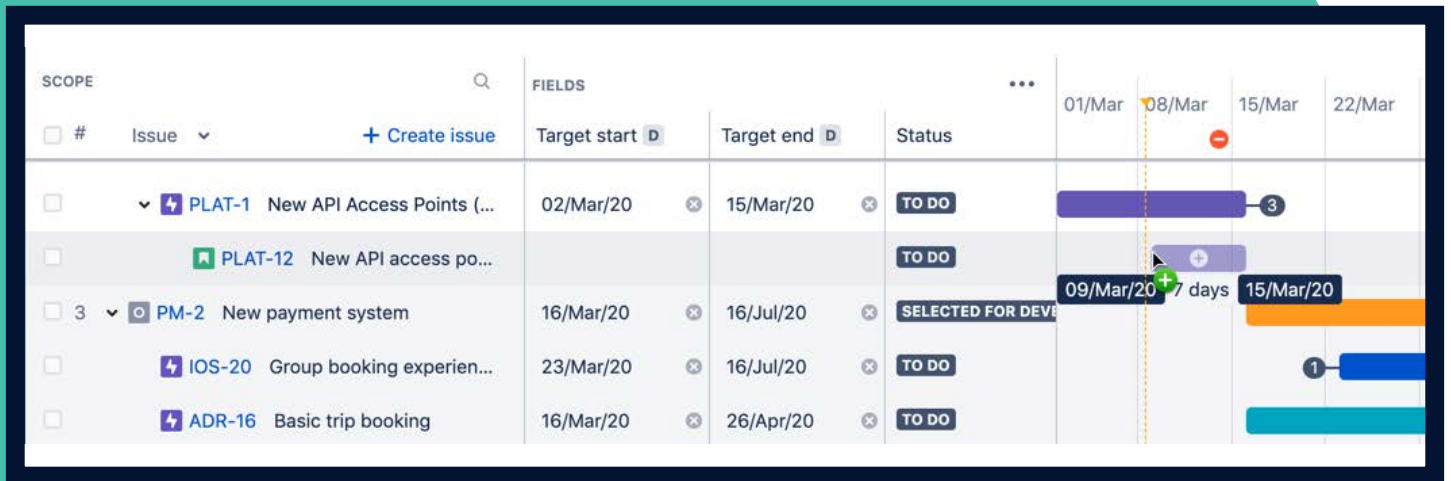 SCOPE
FIELDS
•••
01/Mar 08/Mar 15/Mar 22/Mar
# Issue + Create issue Target start D Target end D Status
PLAT-1 New API Access Points (... 02/Mar/20 15/Mar/20 TO DO 3
PLAT-12 New API access po... TO DO
09/Mar/20 7 days 15/Mar/20
3 PM-2 New payment system 16/Mar/20 16/Jul/20 SELECTED FOR DEVE
IOS-20 Group booking experien... 23/Mar/20 16/Jul/20 TO DO 1
ADR-16 Basic trip booking 16/Mar/20 26/Apr/20 TO DO